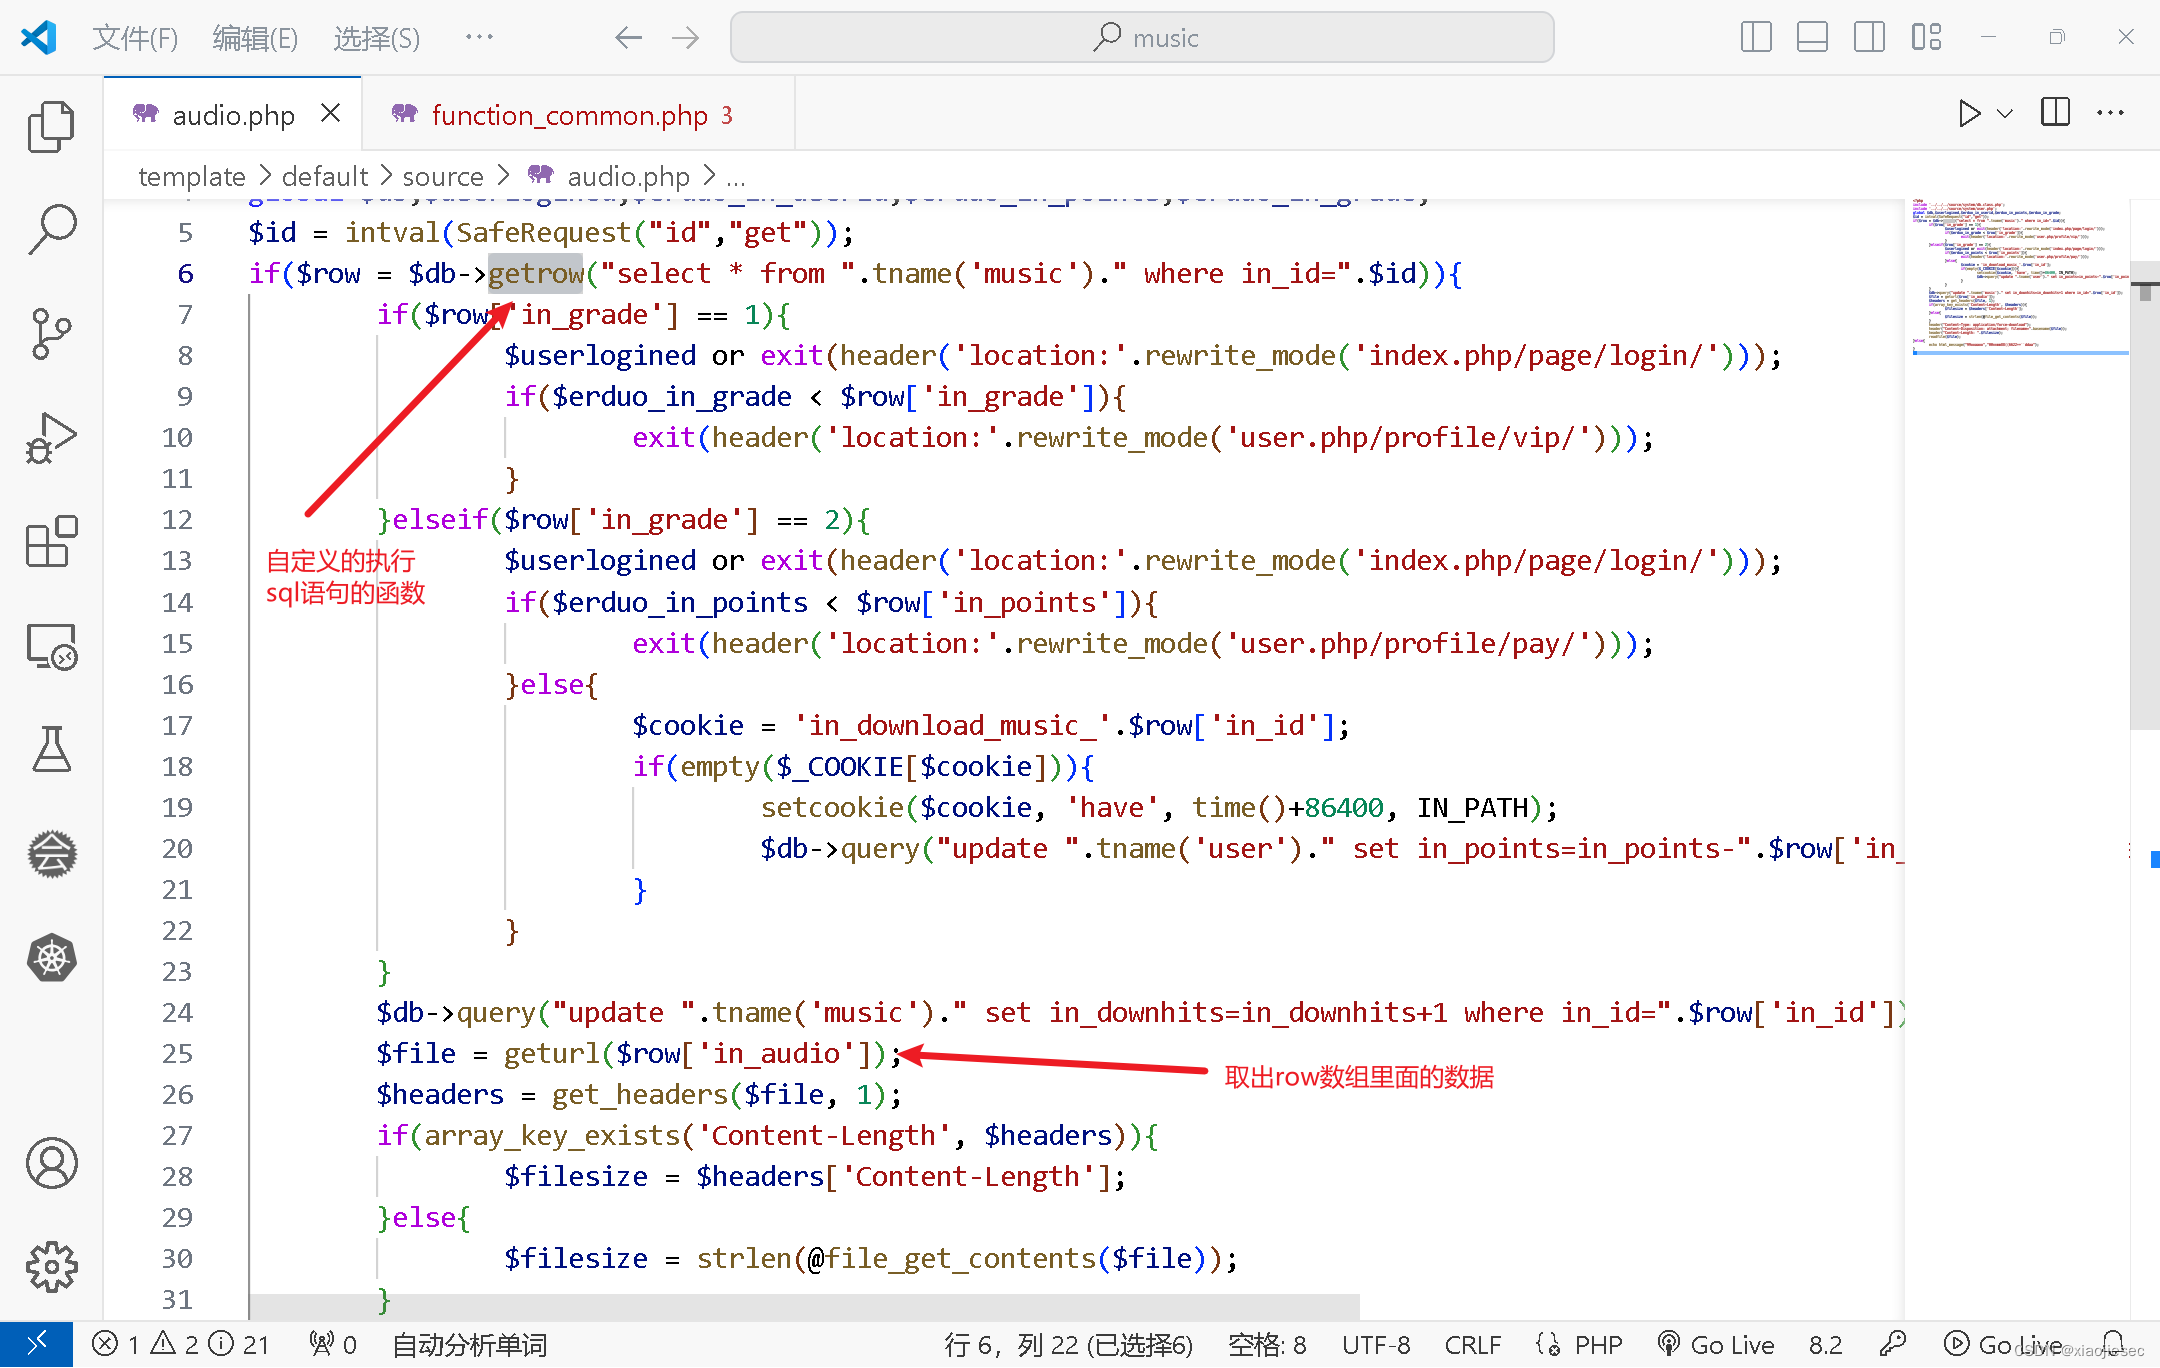 文件(F) 编辑(E) 选择(S) ··· music
audio.php function_common.php 3
template > default > source > audio.php > ...
5 $id = intval(SafeRequest("id","get"));
6 if($row = $db->getrow("select * from ".tname('music')." where in_id=".$id)){
7 if($row['in_grade'] == 1){
8 $userlogined or exit(header('location:'.rewrite_mode('index.php/page/login/')));
9 if($erduo_in_grade < $row['in_grade']){
10 exit(header('location:'.rewrite_mode('user.php/profile/vip/')));
11 }
12 }elseif($row['in_grade'] == 2){
自定义的执行
sql语句的函数
13 $userlogined or exit(header('location:'.rewrite_mode('index.php/page/login/')));
14 if($erduo_in_points < $row['in_points']){
15 exit(header('location:'.rewrite_mode('user.php/profile/pay/')));
16 }else{
17 $cookie = 'in_download_music_'.$row['in_id'];
18 if(empty($_COOKIE[$cookie])){
19 setcookie($cookie, 'have', time()+86400, IN_PATH);
20 $db->query("update ".tname('user')." set in_points=in_points-".$row['in_
21 }
22 }
23 }
24 $db->query("update ".tname('music')." set in_downhits=in_downhits+1 where in_id=".$row['in_id'])
25 $file = geturl($row['in_audio']);
取出row数组里面的数据
26 $headers = get_headers($file, 1);
27 if(array_key_exists('Content-Length', $headers)){
28 $filesize = $headers['Content-Length'];
29 }else{
30 $filesize = strlen(@file_get_contents($file));
31 }
1 2 21 0 自动分析单词 行 6，列 22 (已选择6) 空格: 8 UTF-8 CRLF PHP Go Live 8.2 Go Live
CSDN @xiaojiesec